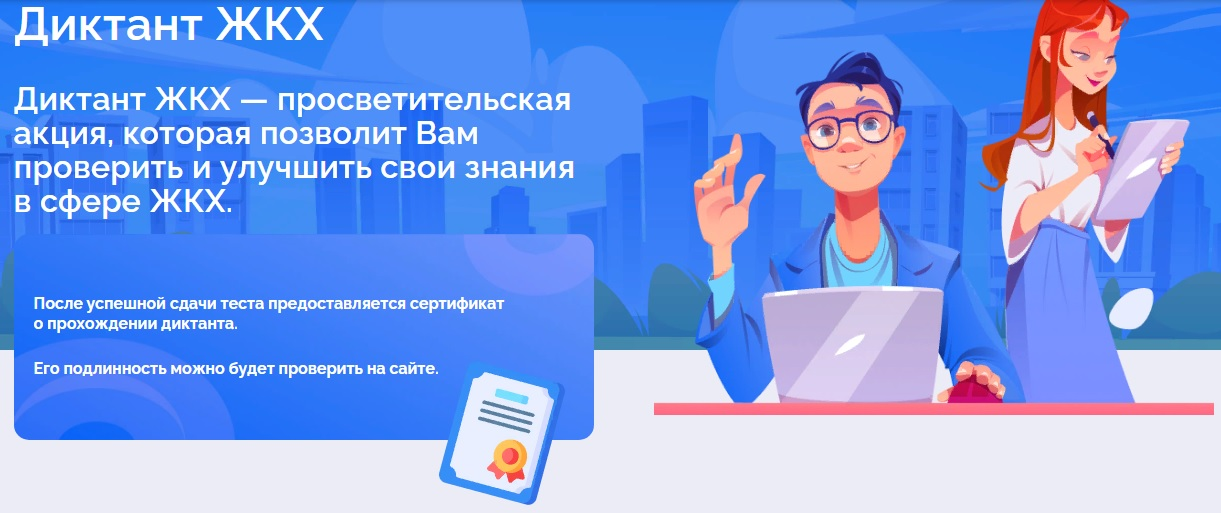 Диктант ЖКХ
Диктант ЖКХ — просветительская
акция, которая позволит Вам
проверить и улучшить свои знания
в сфере ЖКХ.
После успешной сдачи теста предоставляется сертификат
о прохождении диктанта.
Его подлинность можно будет проверить на сайте.